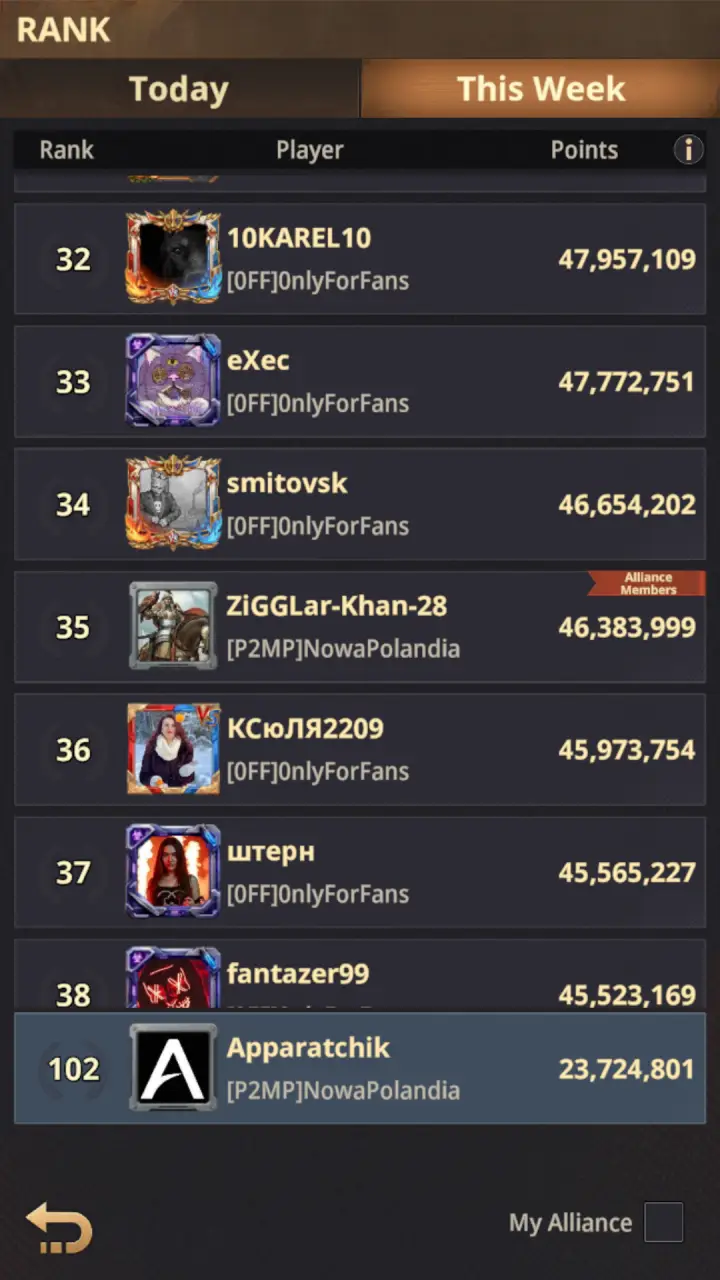 RANK
Today
This Week
Rank
Player
Points
32
10KAREL10
[0FF]0nlyForFans
47,957,109
33
eXec
[0FF]0nlyForFans
47,772,751
34
smitovsk
[0FF]0nlyForFans
46,654,202
Alliance
Members
35
ZiGGLar-Khan-28
[P2MP]NowaPolandia
46,383,999
36
КСюЛЯ2209
[0FF]0nlyForFans
45,973,754
37
штерн
[0FF]0nlyForFans
45,565,227
38
fantazer99
45,523,169
102
Apparatchik
[P2MP]NowaPolandia
23,724,801
My Alliance